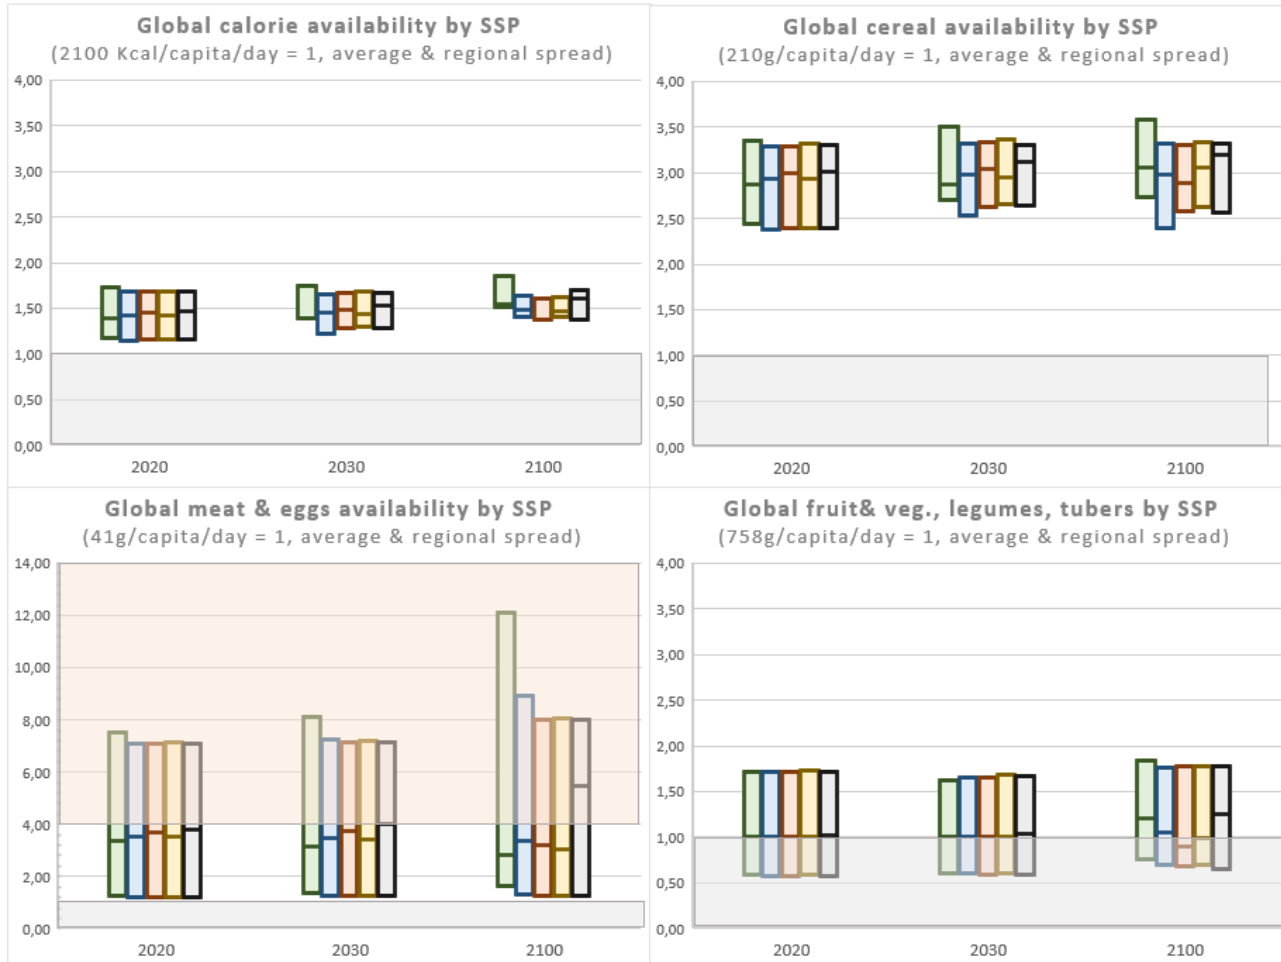 Global calorie availability by SSP
(2100 Kcal/capita/day = 1, average & regional spread)
4,00
3,50
3,00
2,50
2,00
1,50
1,00
0,50
0,00
2020 2030 2100
Global cereal availability by SSP
(210g/capita/day = 1, average & regional spread)
4,00
3,50
3,00
2,50
2,00
1,50
1,00
0,50
0,00
2020 2030 2100
Global meat & eggs availability by SSP
(41g/capita/day = 1, average & regional spread)
14,00
12,00
10,00
8,00
6,00
4,00
2,00
0,00
2020 2030 2100
Global fruit& veg., legumes, tubers by SSP
(758g/capita/day = 1, average & regional spread)
4,00
3,50
3,00
2,50
2,00
1,50
1,00
0,50
0,00
2020 2030 2100